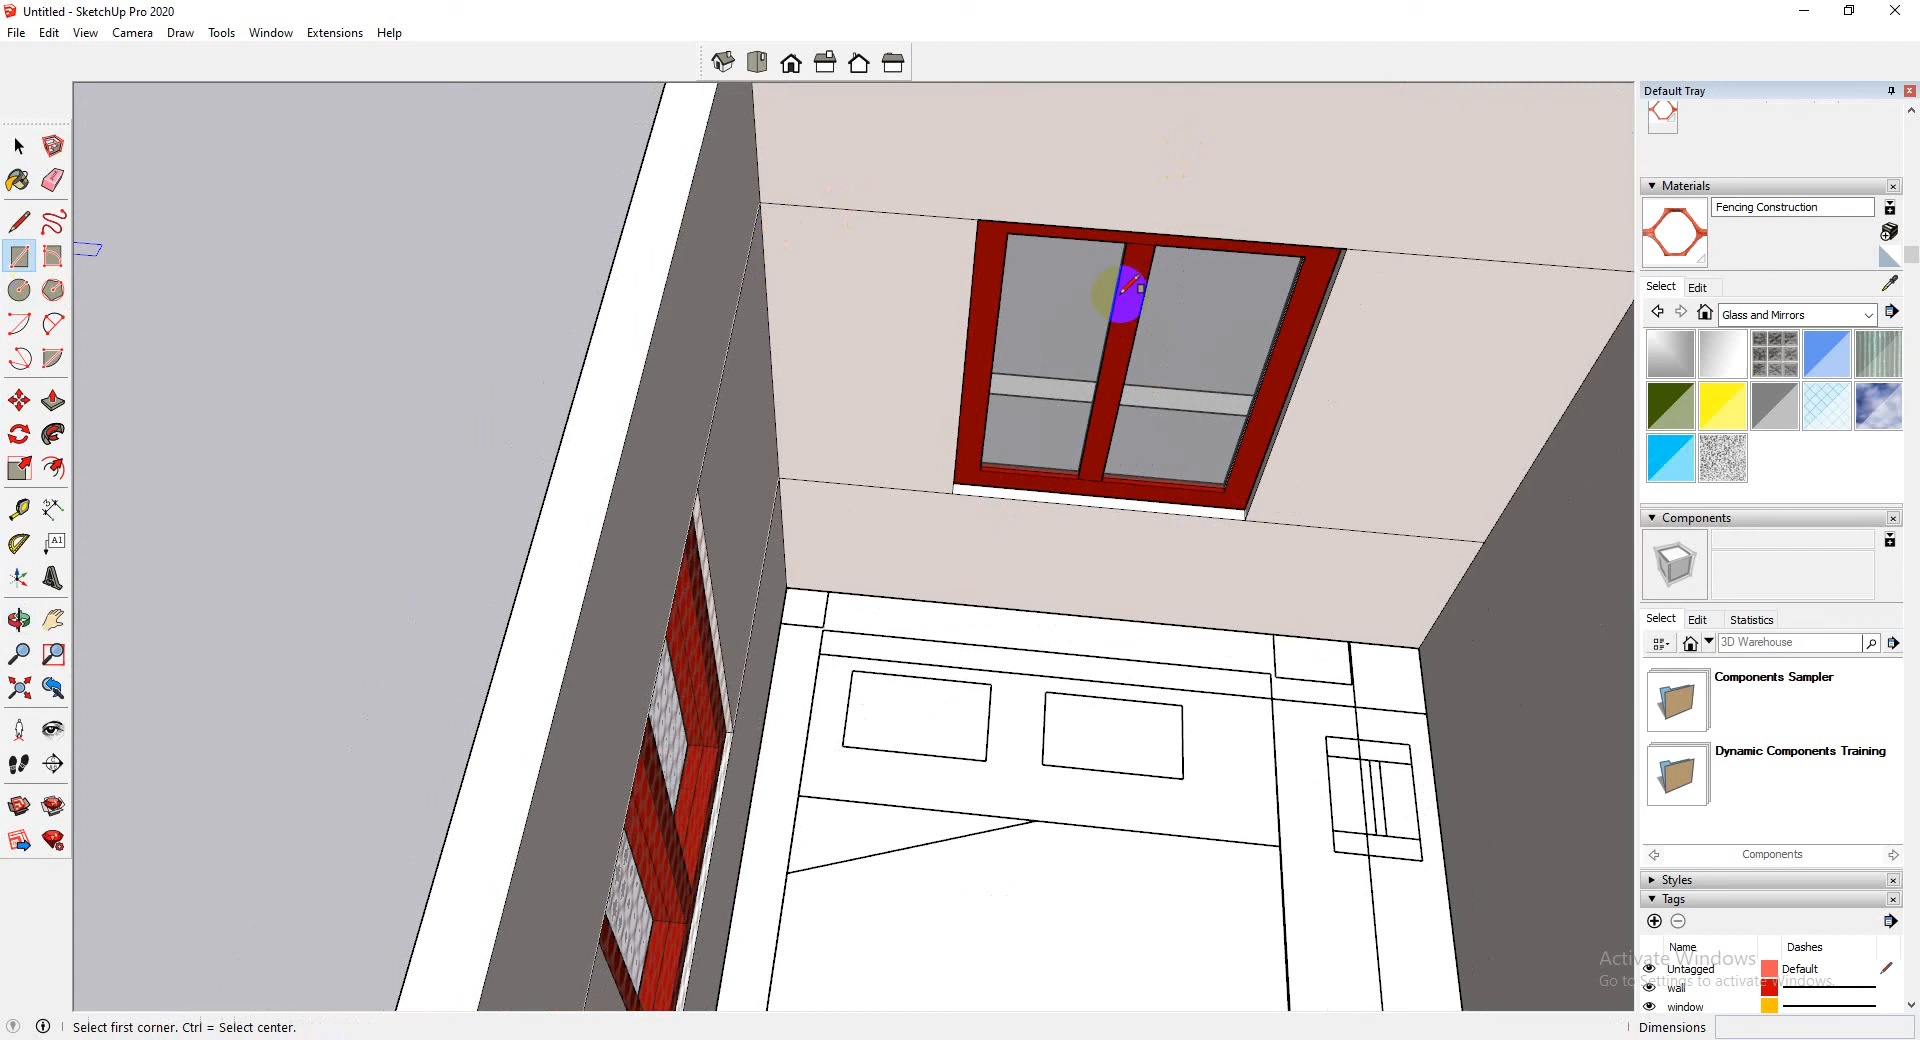 Untitled - SketchUp Pro 2020
File Edit View Camera Draw Tools Window Extensions Help
Default Tray
Materials
Fencing Construction
Select Edit
Glass and Mirrors
A1
Components
Select Edit Statistics
3D Warehouse
Components Sampler
Dynamic Components Training
Components
Styles
Tags
Name Dashes
Untagged Default
wall
window
Activate Windows
Go to Settings to activate Windows.
Select first corner. Ctrl = Select center.
Dimensions